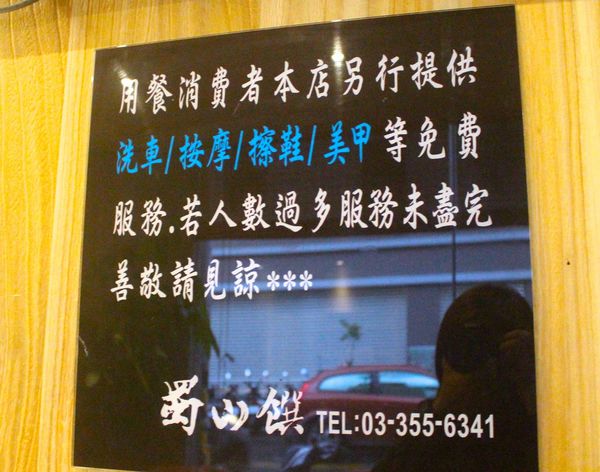 用餐消費者本店另行提供
洗車/按摩/擦鞋/美甲等免費
服務.若人數過多服務未盡完
善敬請見諒***
蜀山饌 TEL:03-355-6341